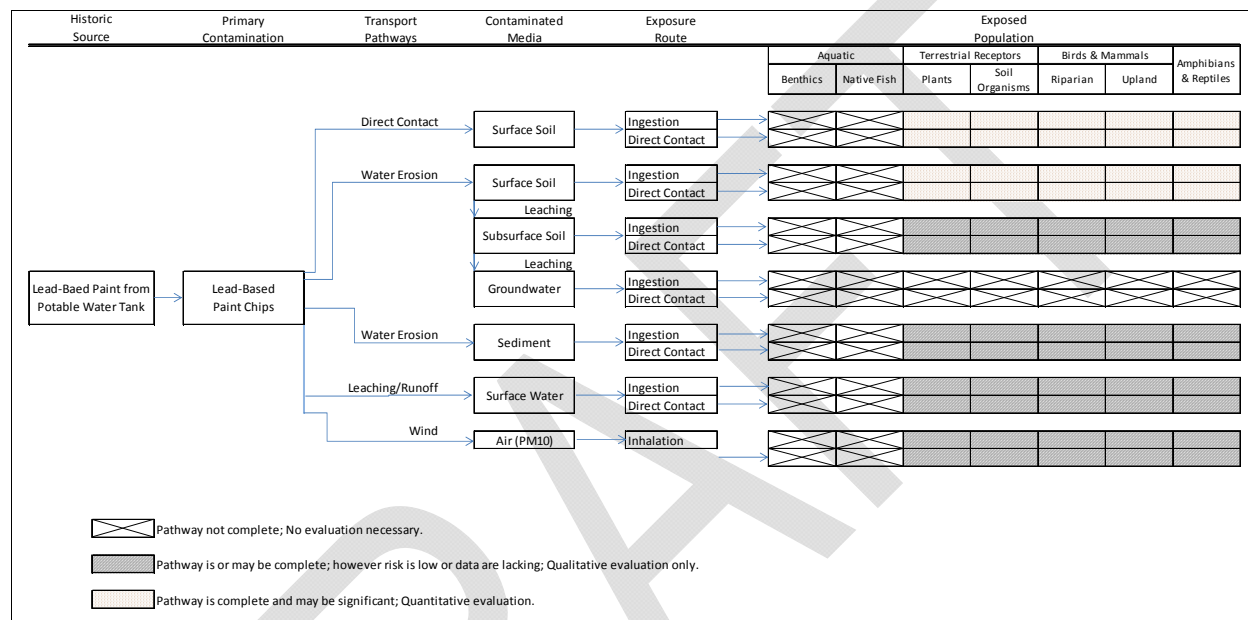 Historic Source
Primary Contamination
Transport Pathways
Contaminated Media
Exposure Route
Exposed Population
Aquatic
Terrestrial Receptors
Birds & Mammals
Amphibians & Reptiles
Benthics
Native Fish
Plants
Soil Organisms
Riparian
Upland
Direct Contact
Surface Soil
Ingestion
Direct Contact
Water Erosion
Surface Soil
Ingestion
Direct Contact
Leaching
Subsurface Soil
Ingestion
Direct Contact
Leaching
Lead-Baed Paint from Potable Water Tank
Lead-Based Paint Chips
Groundwater
Ingestion
Direct Contact
Water Erosion
Sediment
Ingestion
Direct Contact
Leaching/Runoff
Surface Water
Ingestion
Direct Contact
Wind
Air (PM10)
Inhalation
Pathway not complete; No evaluation necessary.
Pathway is or may be complete; however risk is low or data are lacking; Qualitative evaluation only.
Pathway is complete and may be significant; Quantitative evaluation.
DRAFT